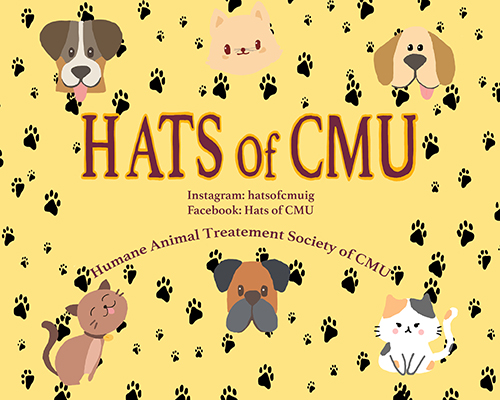 HATS of CMU
Instagram: hatsofcmuig
Facebook: Hats of CMU
Humane Animal Treatement Society of CMU